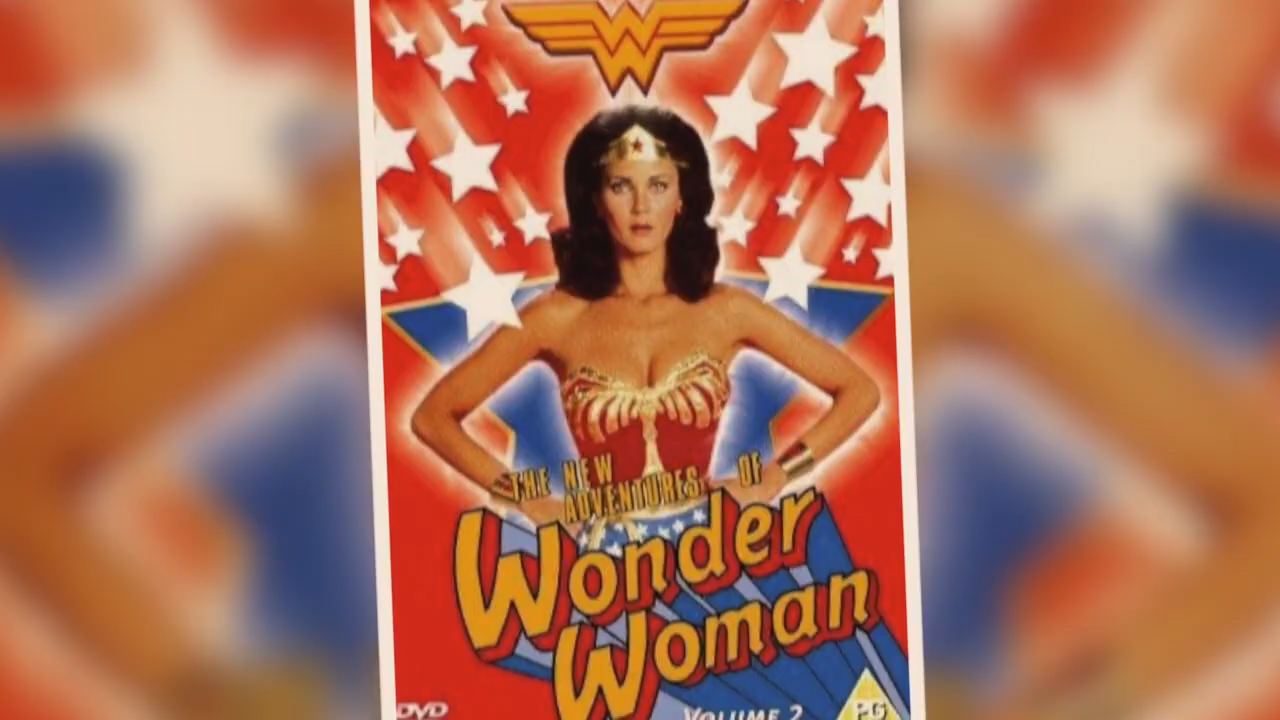 THE NEW OF
ADVENTURES
Wonder
Woman
DVD
VOLUME 2
PG